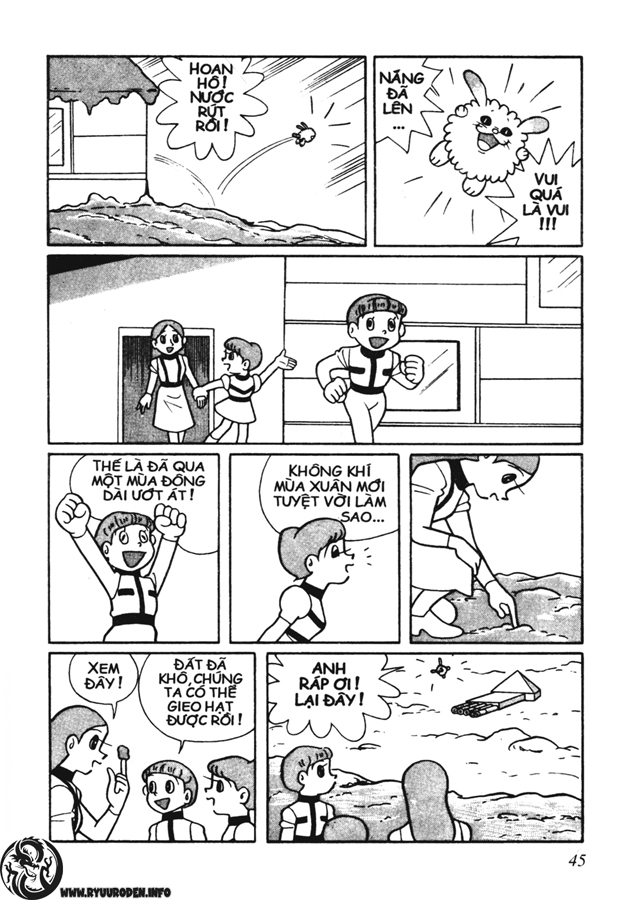 HOAN
HÔ!
NƯỚC
RÚT
RỒI!
NẮNG
ĐÃ
LÊN
...
VUI
QUÁ
LÀ VUI
!!!
THẾ LÀ ĐÃ QUA
MỘT MÙA ĐÔNG
DÀI ƯỚT ÁT!
KHÔNG KHÍ
MÙA XUÂN MỚI
TUYỆT VỜI LÀM
SAO...
XEM
ĐÂY!
ĐẤT ĐÃ
KHÔ, CHÚNG
TA CÓ THỂ
GIEO HẠT
ĐƯỢC RỒI!
ANH
RÁP ƠI!
LẠI ĐÂY!
45
WWW.RYUURODEN.INFO